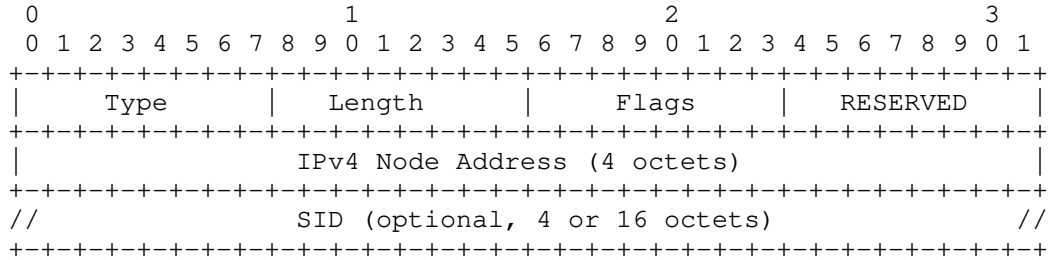 0                   1                   2                   3
 0 1 2 3 4 5 6 7 8 9 0 1 2 3 4 5 6 7 8 9 0 1 2 3 4 5 6 7 8 9 0 1
+-+-+-+-+-+-+-+-+-+-+-+-+-+-+-+-+-+-+-+-+-+-+-+-+-+-+-+-+-+-+-+-+
|     Type      |   Length      |     Flags     |   RESERVED    |
+-+-+-+-+-+-+-+-+-+-+-+-+-+-+-+-+-+-+-+-+-+-+-+-+-+-+-+-+-+-+-+-+
|                 IPv4 Node Address (4 octets)                  |
+-+-+-+-+-+-+-+-+-+-+-+-+-+-+-+-+-+-+-+-+-+-+-+-+-+-+-+-+-+-+-+-+
//                SID (optional, 4 or 16 octets)               //
+-+-+-+-+-+-+-+-+-+-+-+-+-+-+-+-+-+-+-+-+-+-+-+-+-+-+-+-+-+-+-+-+